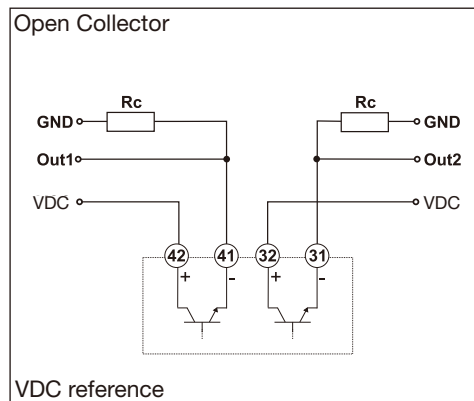 Open Collector
Rc Rc
GND GND
Out1 Out2
VDC VDC
42 41 32 31
+ - + -
VDC reference